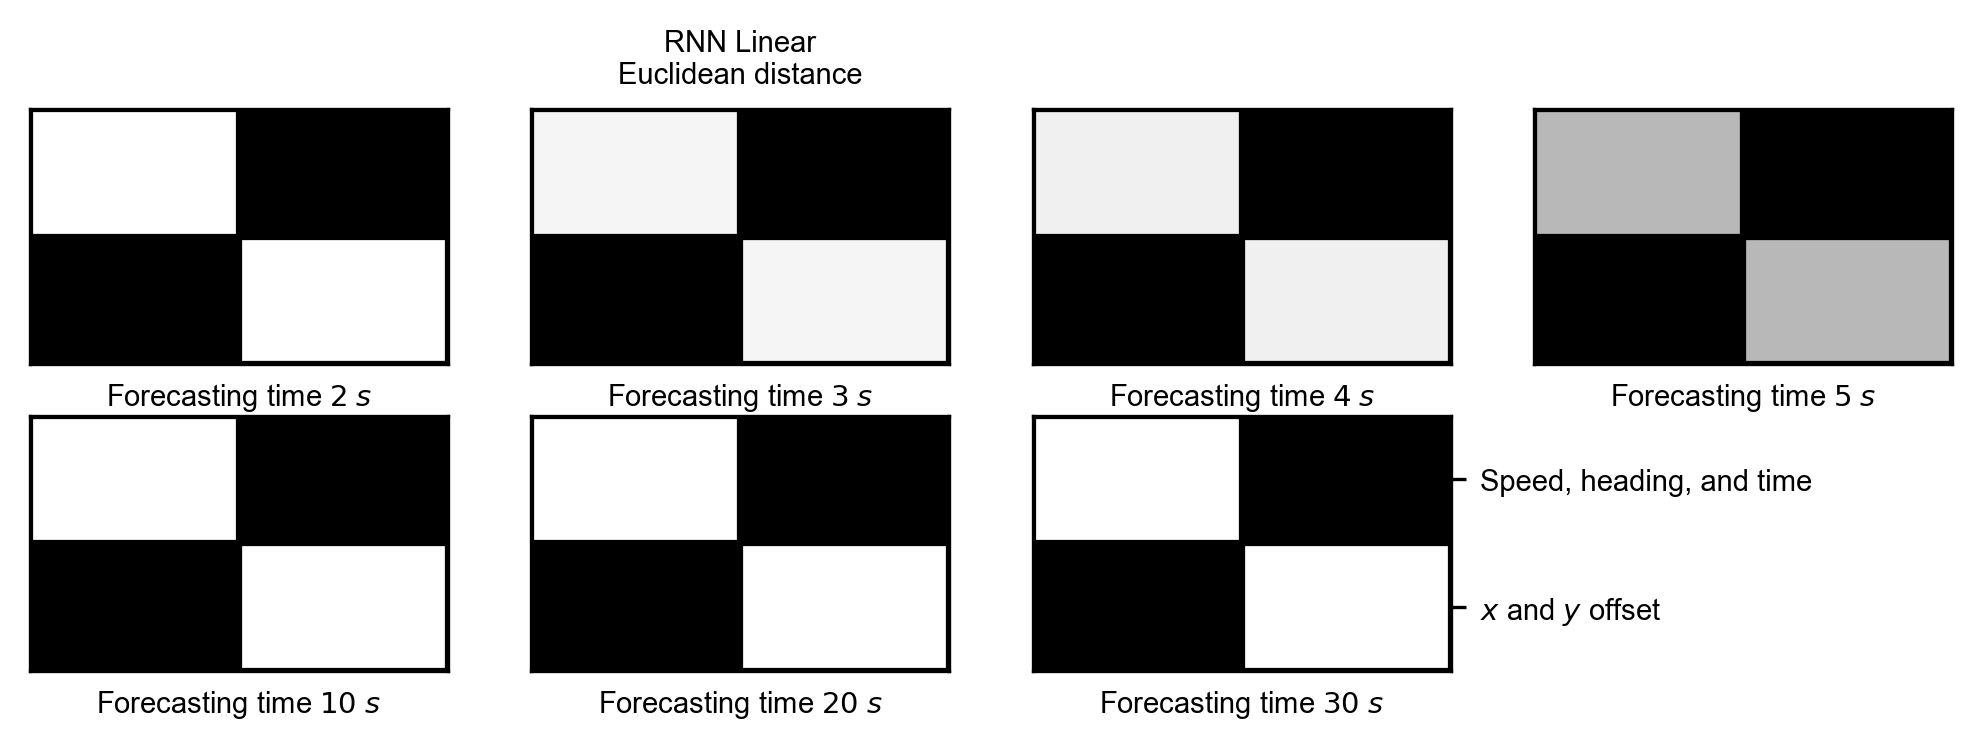 RNN Linear
Euclidean distance
Forecasting time 2 s
Forecasting time 3 s
Forecasting time 4 s
Forecasting time 5 s
Speed, heading, and time
x and y offset
Forecasting time 10 s
Forecasting time 20 s
Forecasting time 30 s